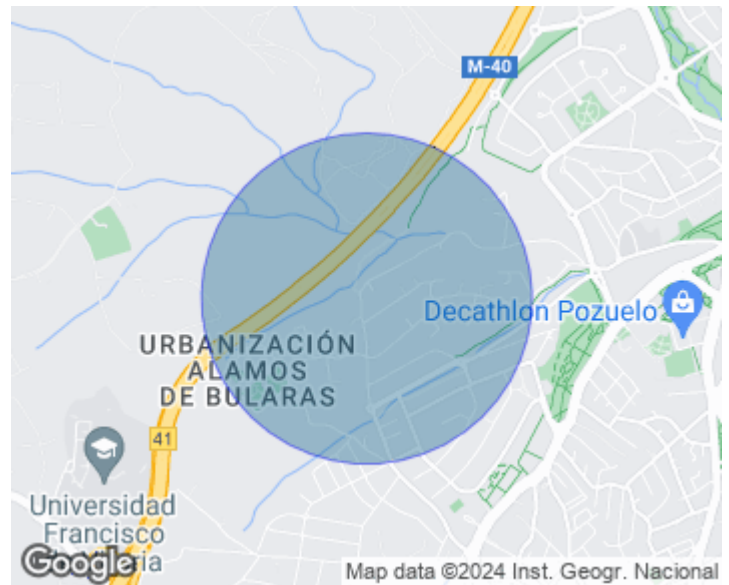 M-40
Decathlon Pozuelo
URBANIZACIÓN
ÁLAMOS
DE BULARAS
41
Universidad
Francisco
Google
Map data ©2024 Inst. Geogr. Nacional